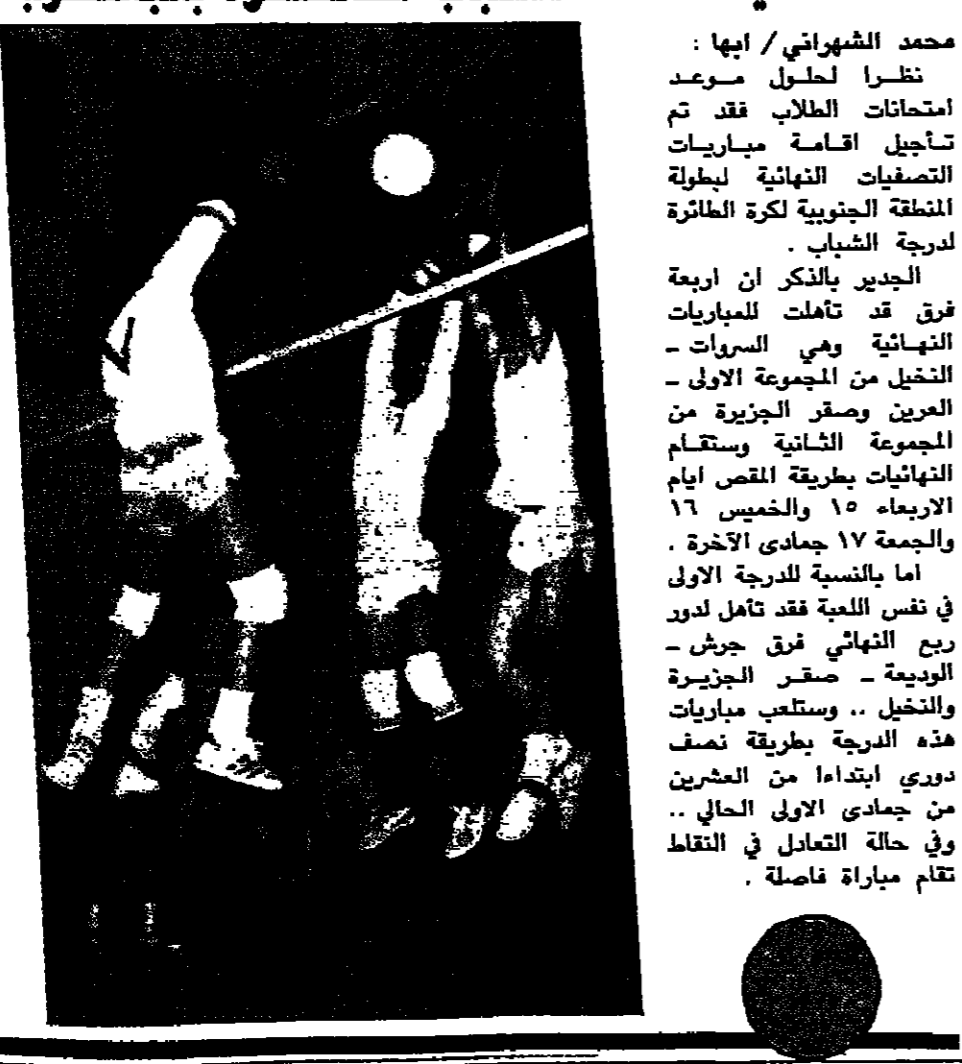 محمد الشهراني / ابها :
نظرا لحلول موعد
امتحانات الطلاب فقد تم
تأجيل اقامة مباريات
التصفيات النهائية لبطولة
المنطقة الجنوبية لكرة الطائرة
لدرجة الشباب .
الجدير بالذكر ان اربعة
فرق قد تأهلت للمباريات
النهائية وهي السروات -
النخيل من المجموعة الاولى -
العرين وصقر الجزيرة من
المجموعة الثانية وستقام
النهائيات بطريقة المقص ايام
الاربعاء ١٥ والخميس ١٦
والجمعة ١٧ جمادى الآخرة .
اما بالنسبة للدرجة الاولى
في نفس اللعبة فقد تأهل لدور
ربع النهائي فرق جرش -
الوديعة - صقر الجزيرة
والنخيل .. وستلعب مباريات
هذه الدرجة بطريقة نصف
دوري ابتداءا من العشرين
من جمادى الاولى الحالي ..
وفي حالة التعادل في النقاط
تقام مباراة فاصلة .